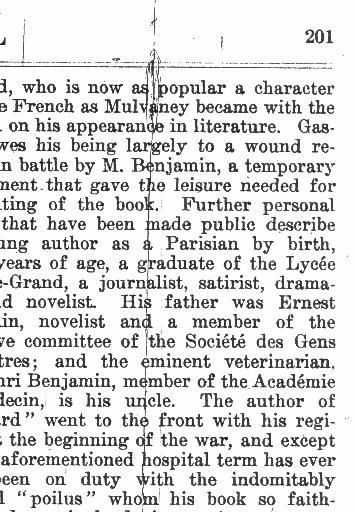 201
d, who is now as popular a character
e French as Mulvaney became with the
on his appearance in literature. Gas-
wes his being largely to a wound re-
n battle by M. Benjamin, a temporary
ment that gave the leisure needed for
ting of the book. Further personal
that have been made public describe
ung author as a Parisian by birth,
years of age, a graduate of the Lycée
e-Grand, a journalist, satirist, drama-
d novelist. His father was Ernest
in, novelist and a member of the
ve committee of the Société des Gens
tres; and the eminent veterinarian,
nri Benjamin, member of the Académie
decin, is his uncle. The author of
rd" went to the front with his regi-
t the beginning of the war, and except
aforementioned hospital term has ever
een on duty with the indomitably
l "poilus" whom his book so faith-